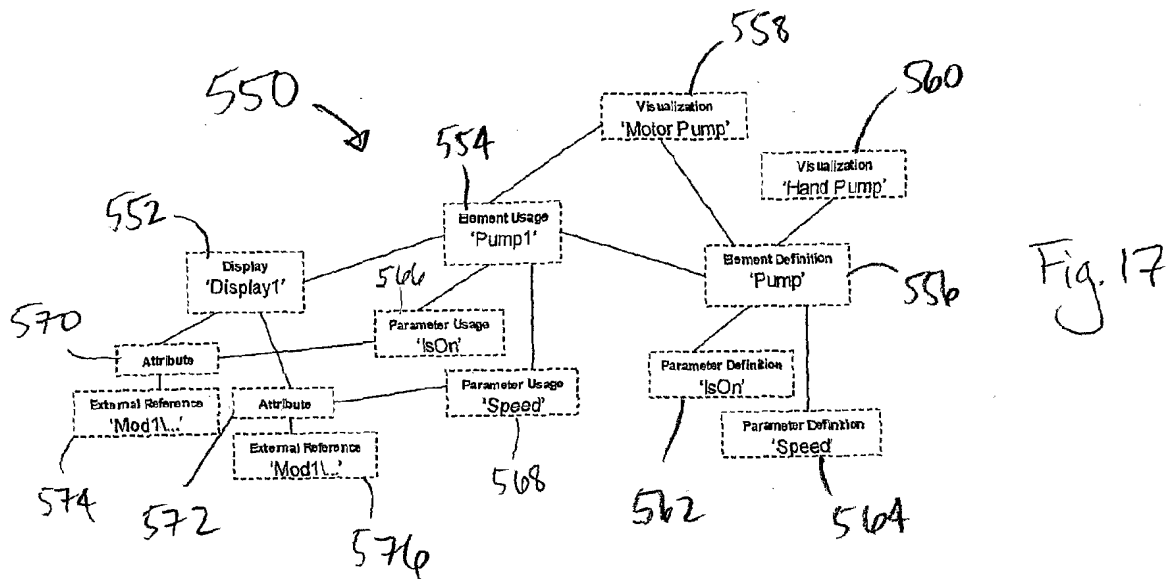 558
550
560
Visualization
'Motor Pump'
554
Visualization
'Hand Pump'
552
Element Usage
'Pump1'
Display
'Display1'
566
Element Definition
'Pump'
556
Fig. 17
570
Parameter Usage
'IsOn'
Attribute
Parameter Definition
'IsOn'
Parameter Usage
'Speed'
External Reference
'Mod1\...'
Attribute
Parameter Definition
'Speed'
External Reference
'Mod1\...'
574
572
576
568
562
564